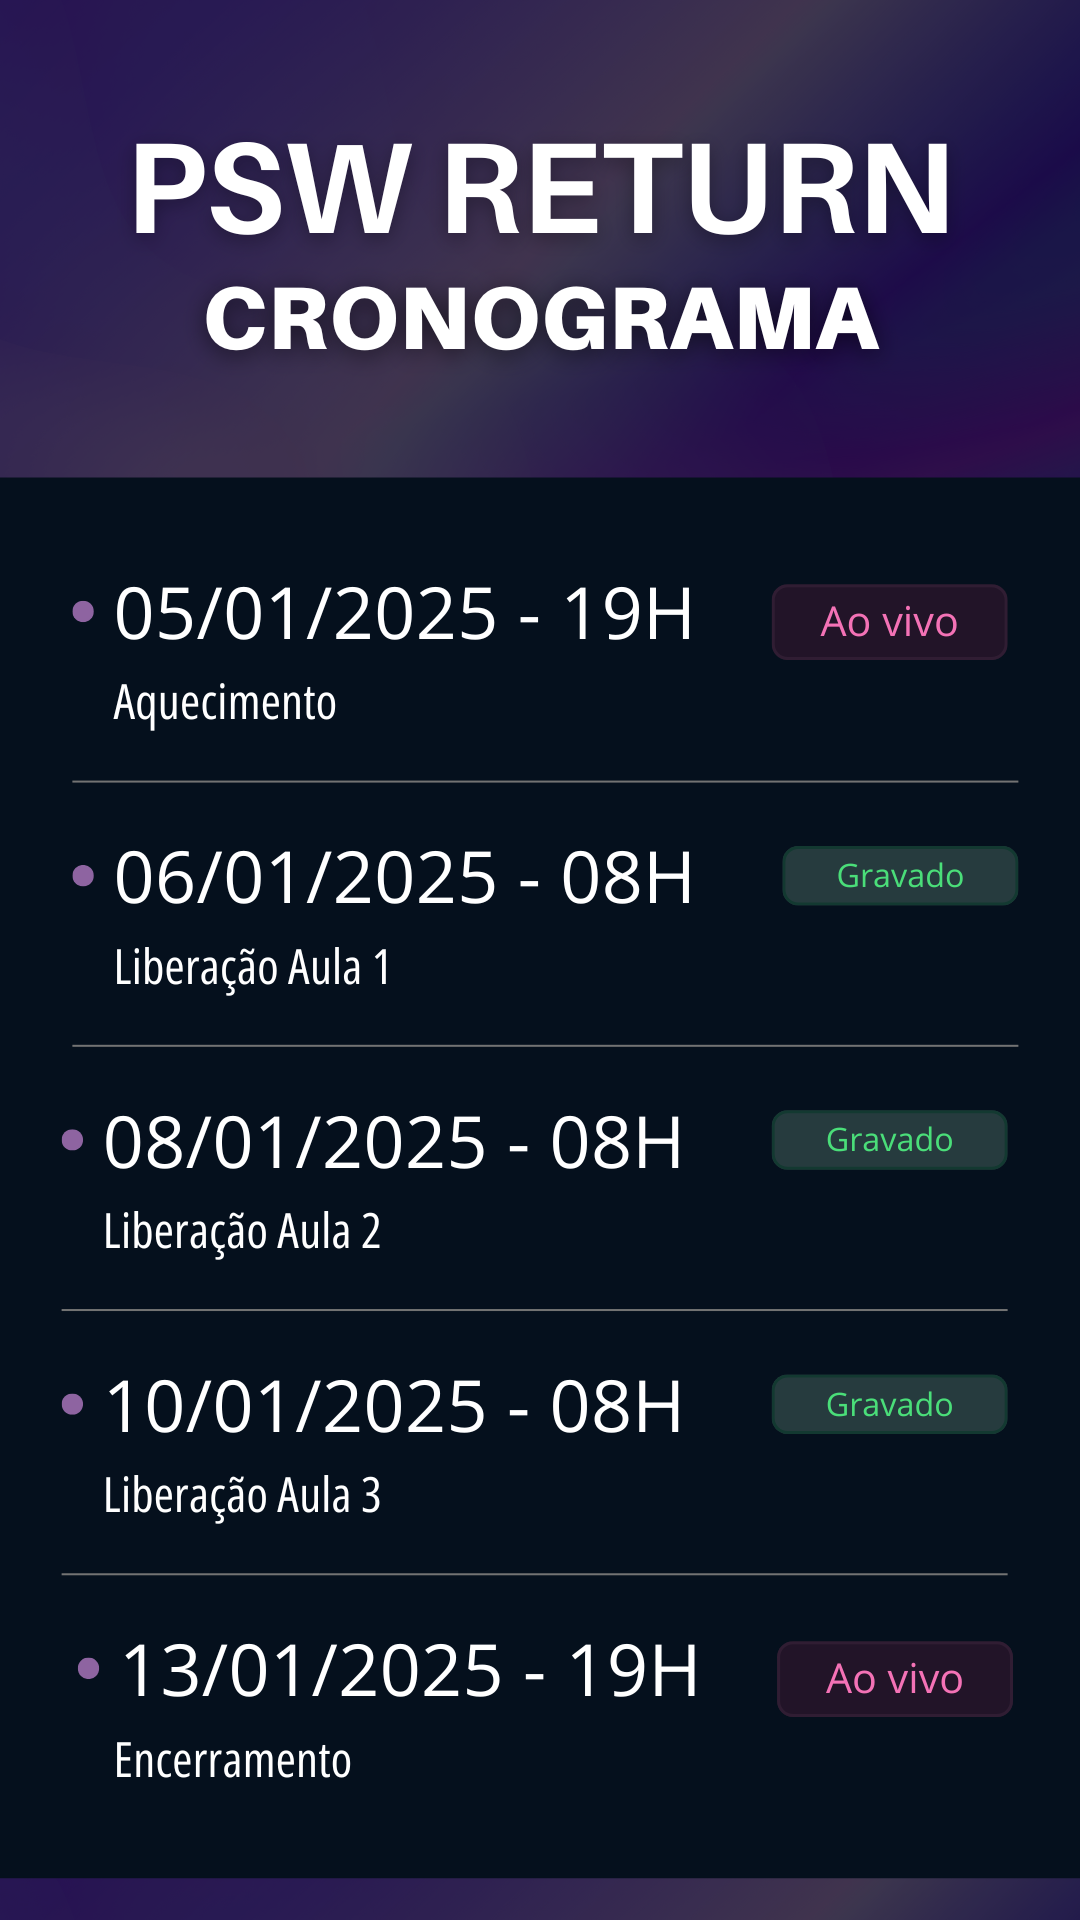 PSW RETURN
CRONOGRAMA
05/01/2025 - 19H
Ao vivo
Aquecimento
06/01/2025 - 08H
Gravado
Liberação Aula 1
08/01/2025 - 08H
Gravado
Liberação Aula 2
10/01/2025 - 08H
Gravado
Liberação Aula 3
13/01/2025 - 19H
Ao vivo
Encerramento